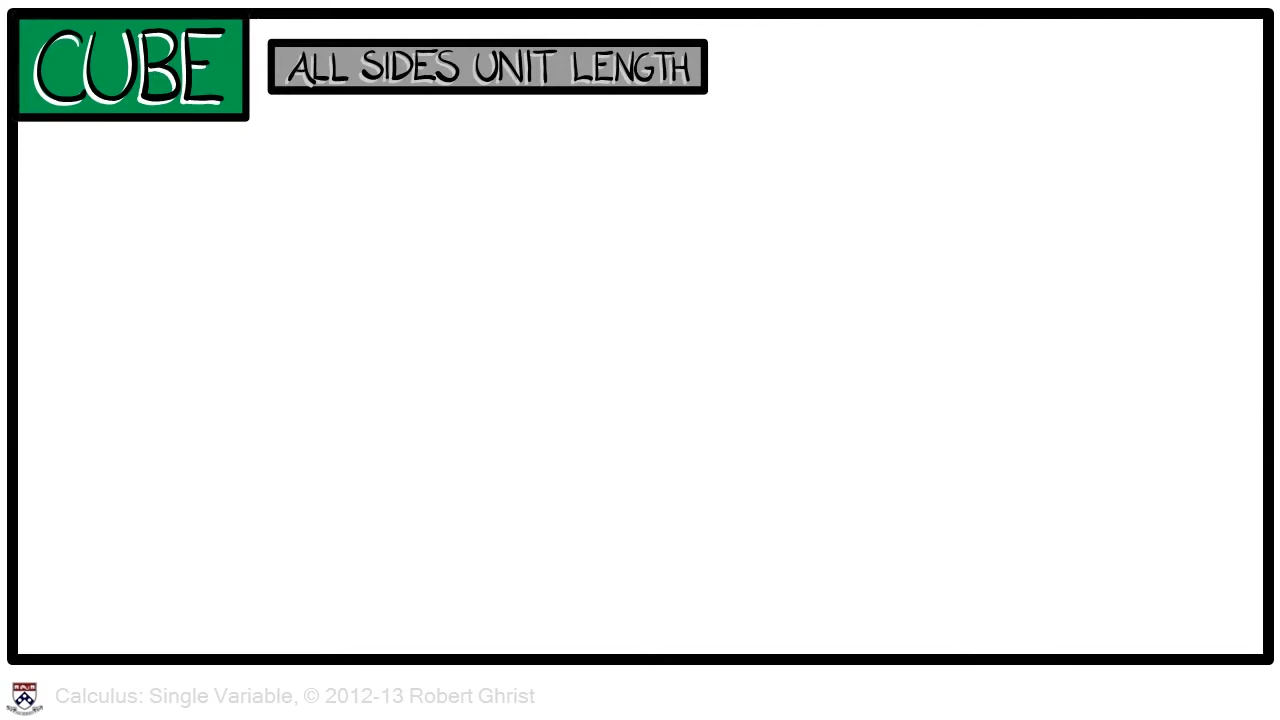 CUBE
ALL SIDES UNIT LENGTH
Calculus: Single Variable, © 2012-13 Robert Ghrist